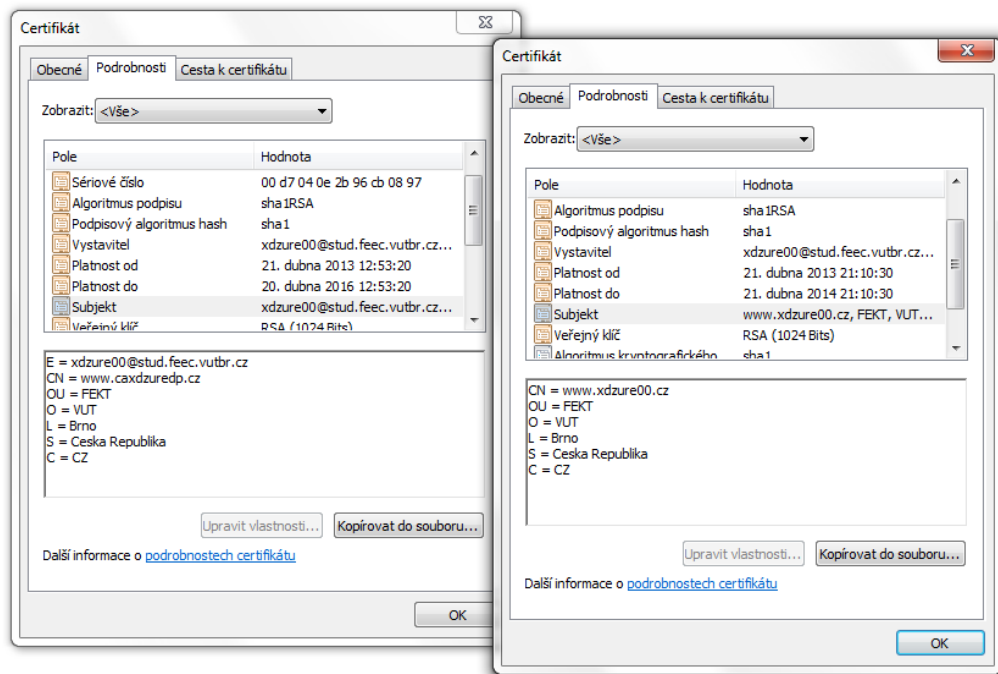 Certifikát
Obecné Podrobnosti Cesta k certifikátu
Zobrazit: <Vše>
Pole Hodnota
Sériové číslo 00 d7 04 0e 2b 96 cb 08 97
Algoritmus podpisu sha1RSA
Podpisový algoritmus hash sha1
Vystavitel xdzure00@stud.feec.vutbr.cz...
Platnost od 21. dubna 2013 12:53:20
Platnost do 20. dubna 2016 12:53:20
Subjekt xdzure00@stud.feec.vutbr.cz...
Veřejný klíč RSA (1024 Bits)
E = xdzure00@stud.feec.vutbr.cz
CN = www.caxdzuredp.cz
OU = FEKT
O = VUT
L = Brno
S = Ceska Republika
C = CZ
Upravit vlastnosti... Kopírovat do souboru...
Další informace o podrobnostech certifikátu
OK
Certifikát
Obecné Podrobnosti Cesta k certifikátu
Zobrazit: <Vše>
Pole Hodnota
Algoritmus podpisu sha1RSA
Podpisový algoritmus hash sha1
Vystavitel xdzure00@stud.feec.vutbr.cz...
Platnost od 21. dubna 2013 21:10:30
Platnost do 21. dubna 2014 21:10:30
Subjekt www.xdzure00.cz, FEKT, VUT...
Veřejný klíč RSA (1024 Bits)
Algoritmus kryptografického sha1
CN = www.xdzure00.cz
OU = FEKT
O = VUT
L = Brno
S = Ceska Republika
C = CZ
Upravit vlastnosti... Kopírovat do souboru...
Další informace o podrobnostech certifikátu
OK